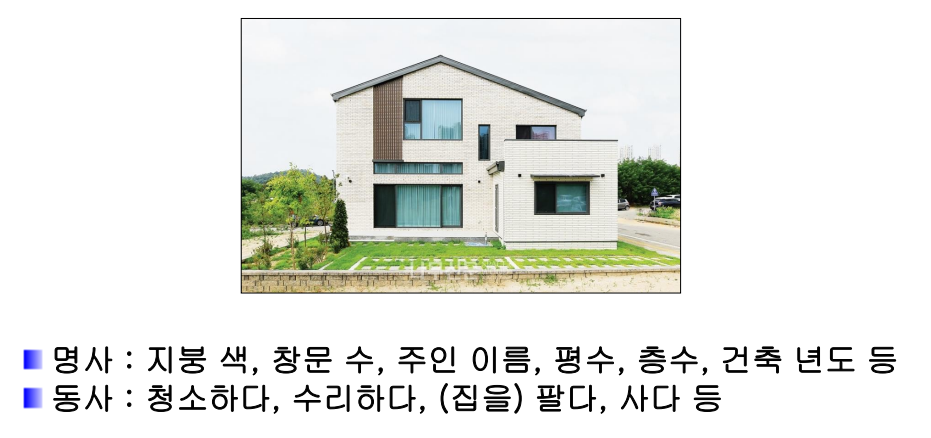 명사 : 지붕 색, 창문 수, 주인 이름, 평수, 층수, 건축 년도 등
동사 : 청소하다, 수리하다, (집을) 팔다, 사다 등